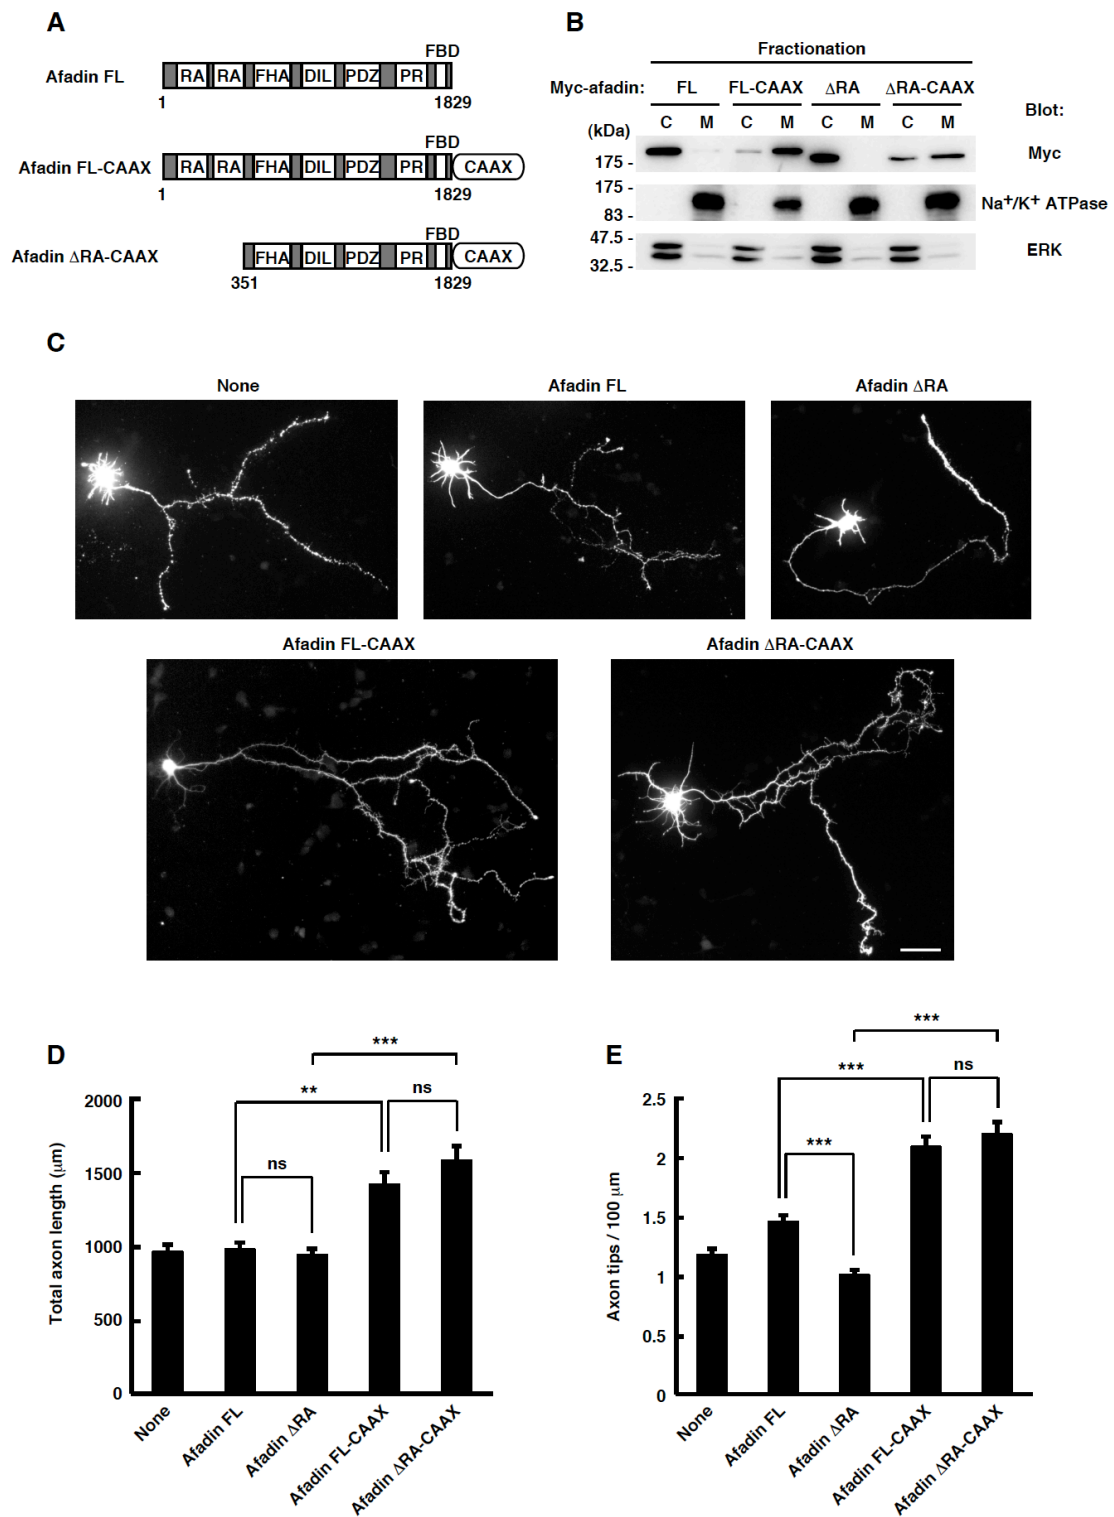 A
FBD
Afadin FL
RA RA FHA DIL PDZ PR
1 1829
FBD
Afadin FL-CAAX
RA RA FHA DIL PDZ PR CAAX
1 1829
FBD
Afadin ΔRA-CAAX
FHA DIL PDZ PR CAAX
351 1829
B
Fractionation
Myc-afadin: FL FL-CAAX ΔRA ΔRA-CAAX
Blot:
C M C M C M C M
(kDa)
175 - Myc
175 -
83 - Na+/K+ ATPase
47.5 -
32.5 - ERK
C
None
Afadin FL
Afadin ΔRA
Afadin FL-CAAX
Afadin ΔRA-CAAX
D
***
**
ns
ns
2000
1500
1000
500
0
Total axon length (μm)
None
Afadin FL
Afadin ΔRA
Afadin FL-CAAX
Afadin ΔRA-CAAX
E
***
***
ns
***
2.5
2
1.5
1
0.5
0
Axon tips / 100 μm
None
Afadin FL
Afadin ΔRA
Afadin FL-CAAX
Afadin ΔRA-CAAX